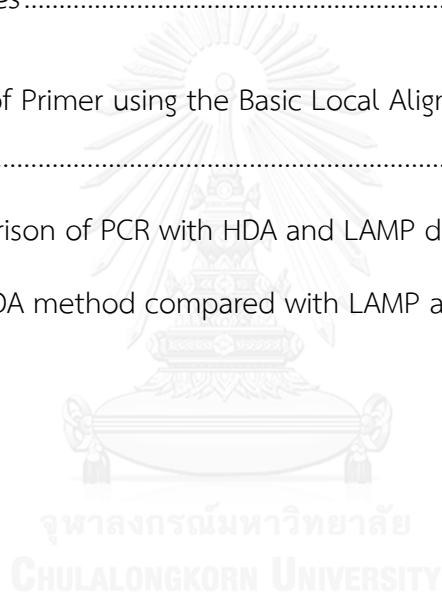 es........................................................
of Primer using the Basic Local Align
........................................................
rison of PCR with HDA and LAMP d
DA method compared with LAMP a
จุฬาลงกรณ์มหาวิทยาลัย
CHULALONGKORN UNIVERSITY